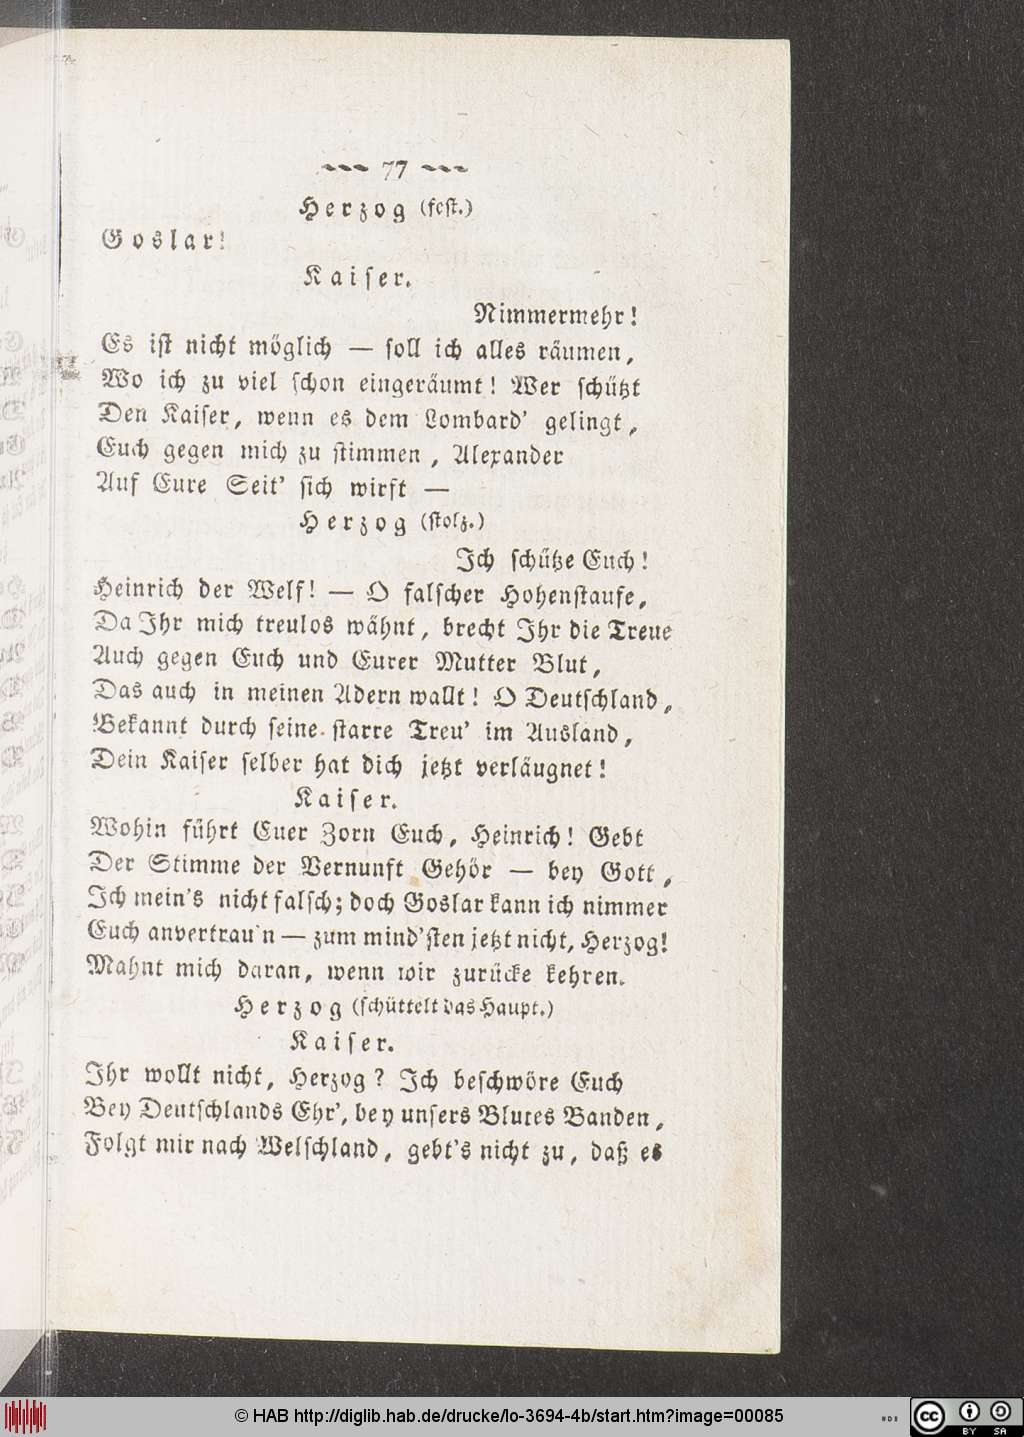 ~~~ 77 ~~~
Herzog (feſt.)
Goslar!
Kaiſer.
Nimmermehr!
Es iſt nicht möglich — ſoll ich alles räumen,
Wo ich zu viel ſchon eingeräumt! Wer ſchützt
Den Kaiſer, wenn es dem Lombard' gelingt,
Euch gegen mich zu ſtimmen, Alexander
Auf Eure Seit' ſich wirft —
Herzog (ſtolz.)
Ich ſchütze Euch!
Heinrich der Welf! — O falſcher Hohenſtaufe,
Da Ihr mich treulos wähnt, brecht Ihr die Treue
Auch gegen Euch und Eurer Mutter Blut,
Das auch in meinen Adern wallt! O Deutſchland,
Bekannt durch ſeine ſtarre Treu' im Ausland,
Dein Kaiſer ſelber hat dich jetzt verläugnet!
Kaiſer.
Wohin führt Euer Zorn Euch, Heinrich! Gebt
Der Stimme der Vernunft Gehör — bey Gott,
Ich mein's nicht falſch; doch Goslar kann ich nimmer
Euch anvertrau'n — zum mind'ſten jetzt nicht, Herzog!
Mahnt mich daran, wenn wir zurücke kehren.
Herzog (ſchüttelt das Haupt.)
Kaiſer.
Ihr wollt nicht, Herzog? Ich beſchwöre Euch
Bey Deutſchlands Ehr', bey unſers Blutes Banden,
Folgt mir nach Welſchland, gebt's nicht zu, daß es
© HAB http://diglib.hab.de/drucke/lo-3694-4b/start.htm?image=00085
cc BY SA